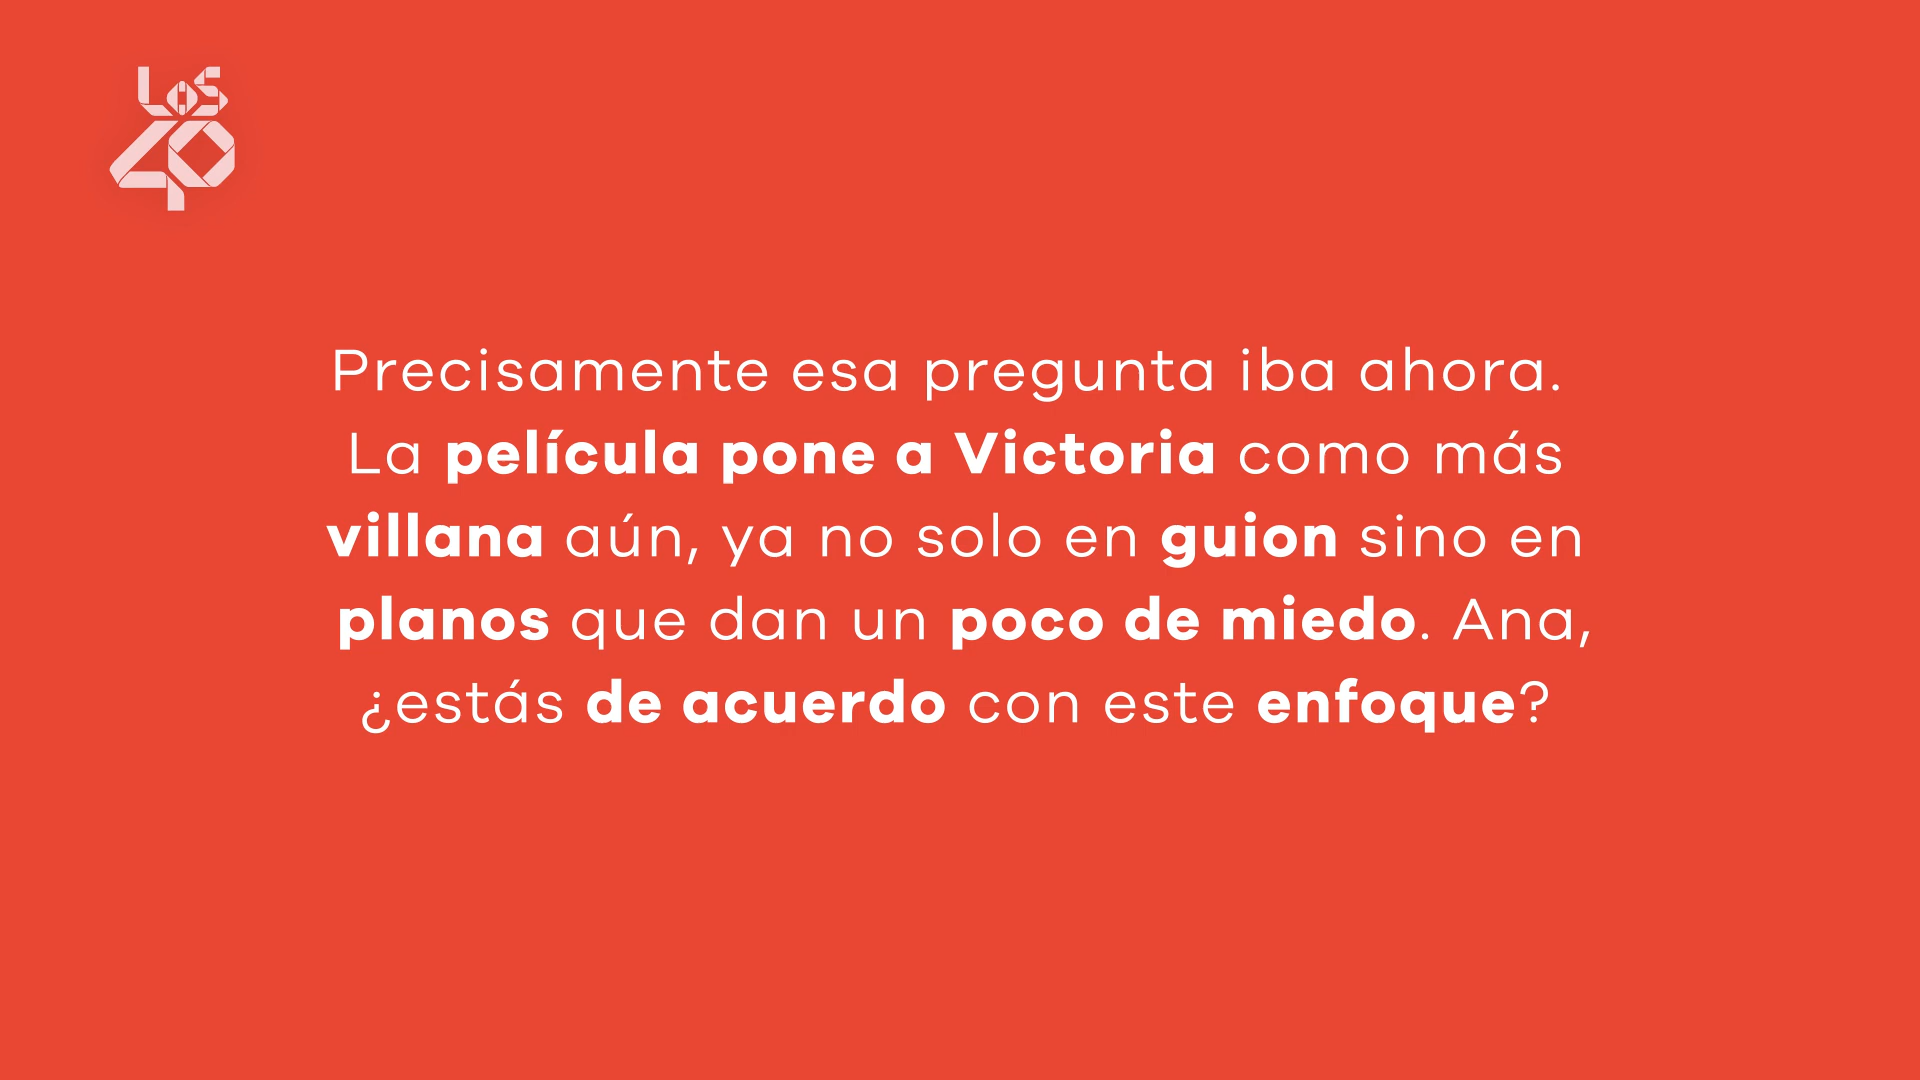 LOS
40
Precisamente esa pregunta iba ahora.
La película pone a Victoria como más
villana aún, ya no solo en guion sino en
planos que dan un poco de miedo. Ana,
¿estás de acuerdo con este enfoque?